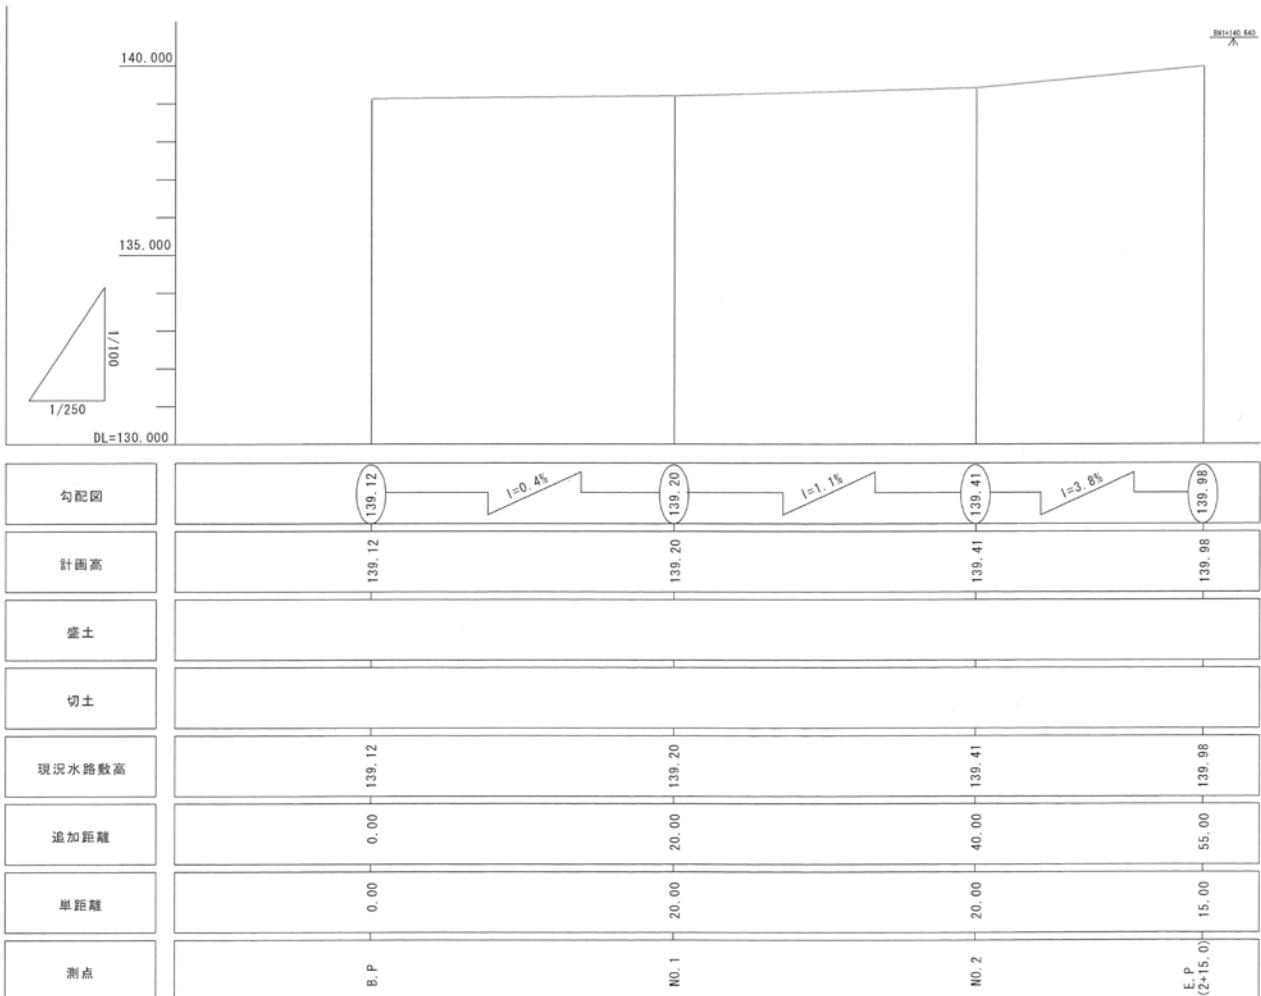 BM1=140.640
140.000
135.000
1/100
1/250
DL=130.000
勾配図
139.12
I=0.4%
139.20
I=1.1%
139.41
I=3.8%
139.98
計画高
139.12
139.20
139.41
139.98
盛土
切土
現況水路敷高
139.12
139.20
139.41
139.98
追加距離
0.00
20.00
40.00
55.00
単距離
0.00
20.00
20.00
15.00
測点
B.P
NO.1
NO.2
E.P
(2+15.0)